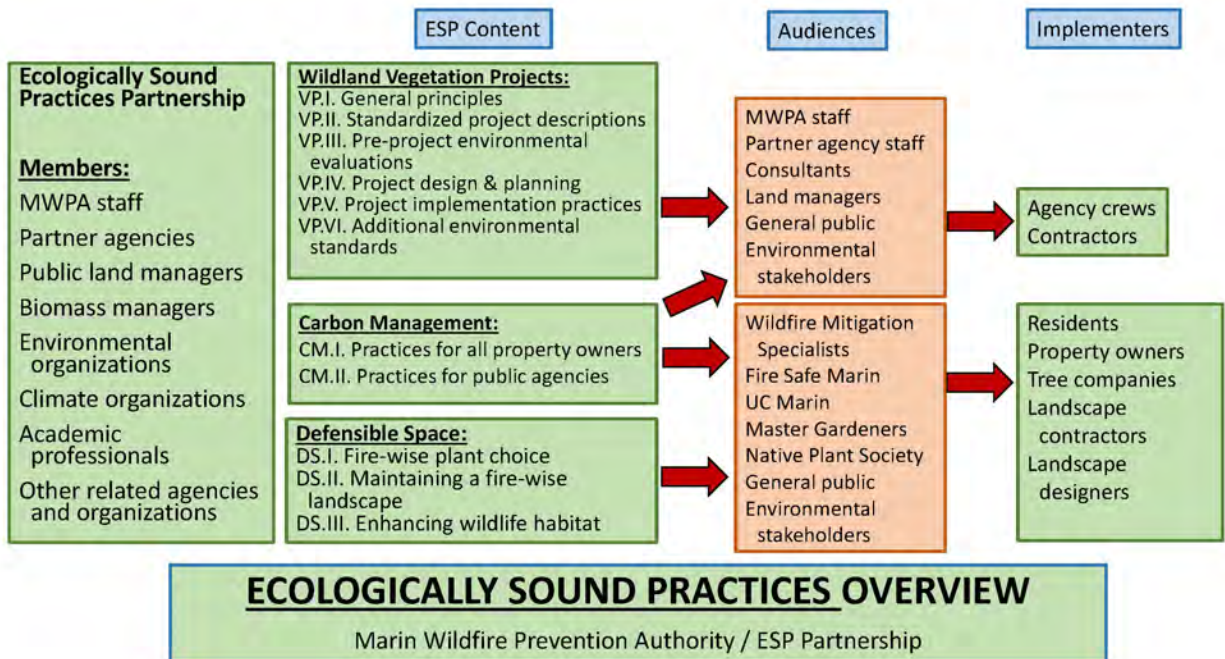 ESP Content
Audiences
Implementers
Ecologically Sound
Practices Partnership
Members:
MWPA staff
Partner agencies
Public land managers
Biomass managers
Environmental
organizations
Climate organizations
Academic
professionals
Other related agencies
and organizations
Wildland Vegetation Projects:
VP.I. General principles
VP.II. Standardized project descriptions
VP.III. Pre-project environmental
evaluations
VP.IV. Project design & planning
VP.V. Project implementation practices
VP.VI. Additional environmental
standards
Carbon Management:
CM.I. Practices for all property owners
CM.II. Practices for public agencies
Defensible Space:
DS.I. Fire-wise plant choice
DS.II. Maintaining a fire-wise
landscape
DS.III. Enhancing wildlife habitat
MWPA staff
Partner agency staff
Consultants
Land managers
General public
Environmental
stakeholders
Wildfire Mitigation
Specialists
Fire Safe Marin
UC Marin
Master Gardeners
Native Plant Society
General public
Environmental
stakeholders
Agency crews
Contractors
Residents
Property owners
Tree companies
Landscape
contractors
Landscape
designers
ECOLOGICALLY SOUND PRACTICES OVERVIEW
Marin Wildfire Prevention Authority / ESP Partnership